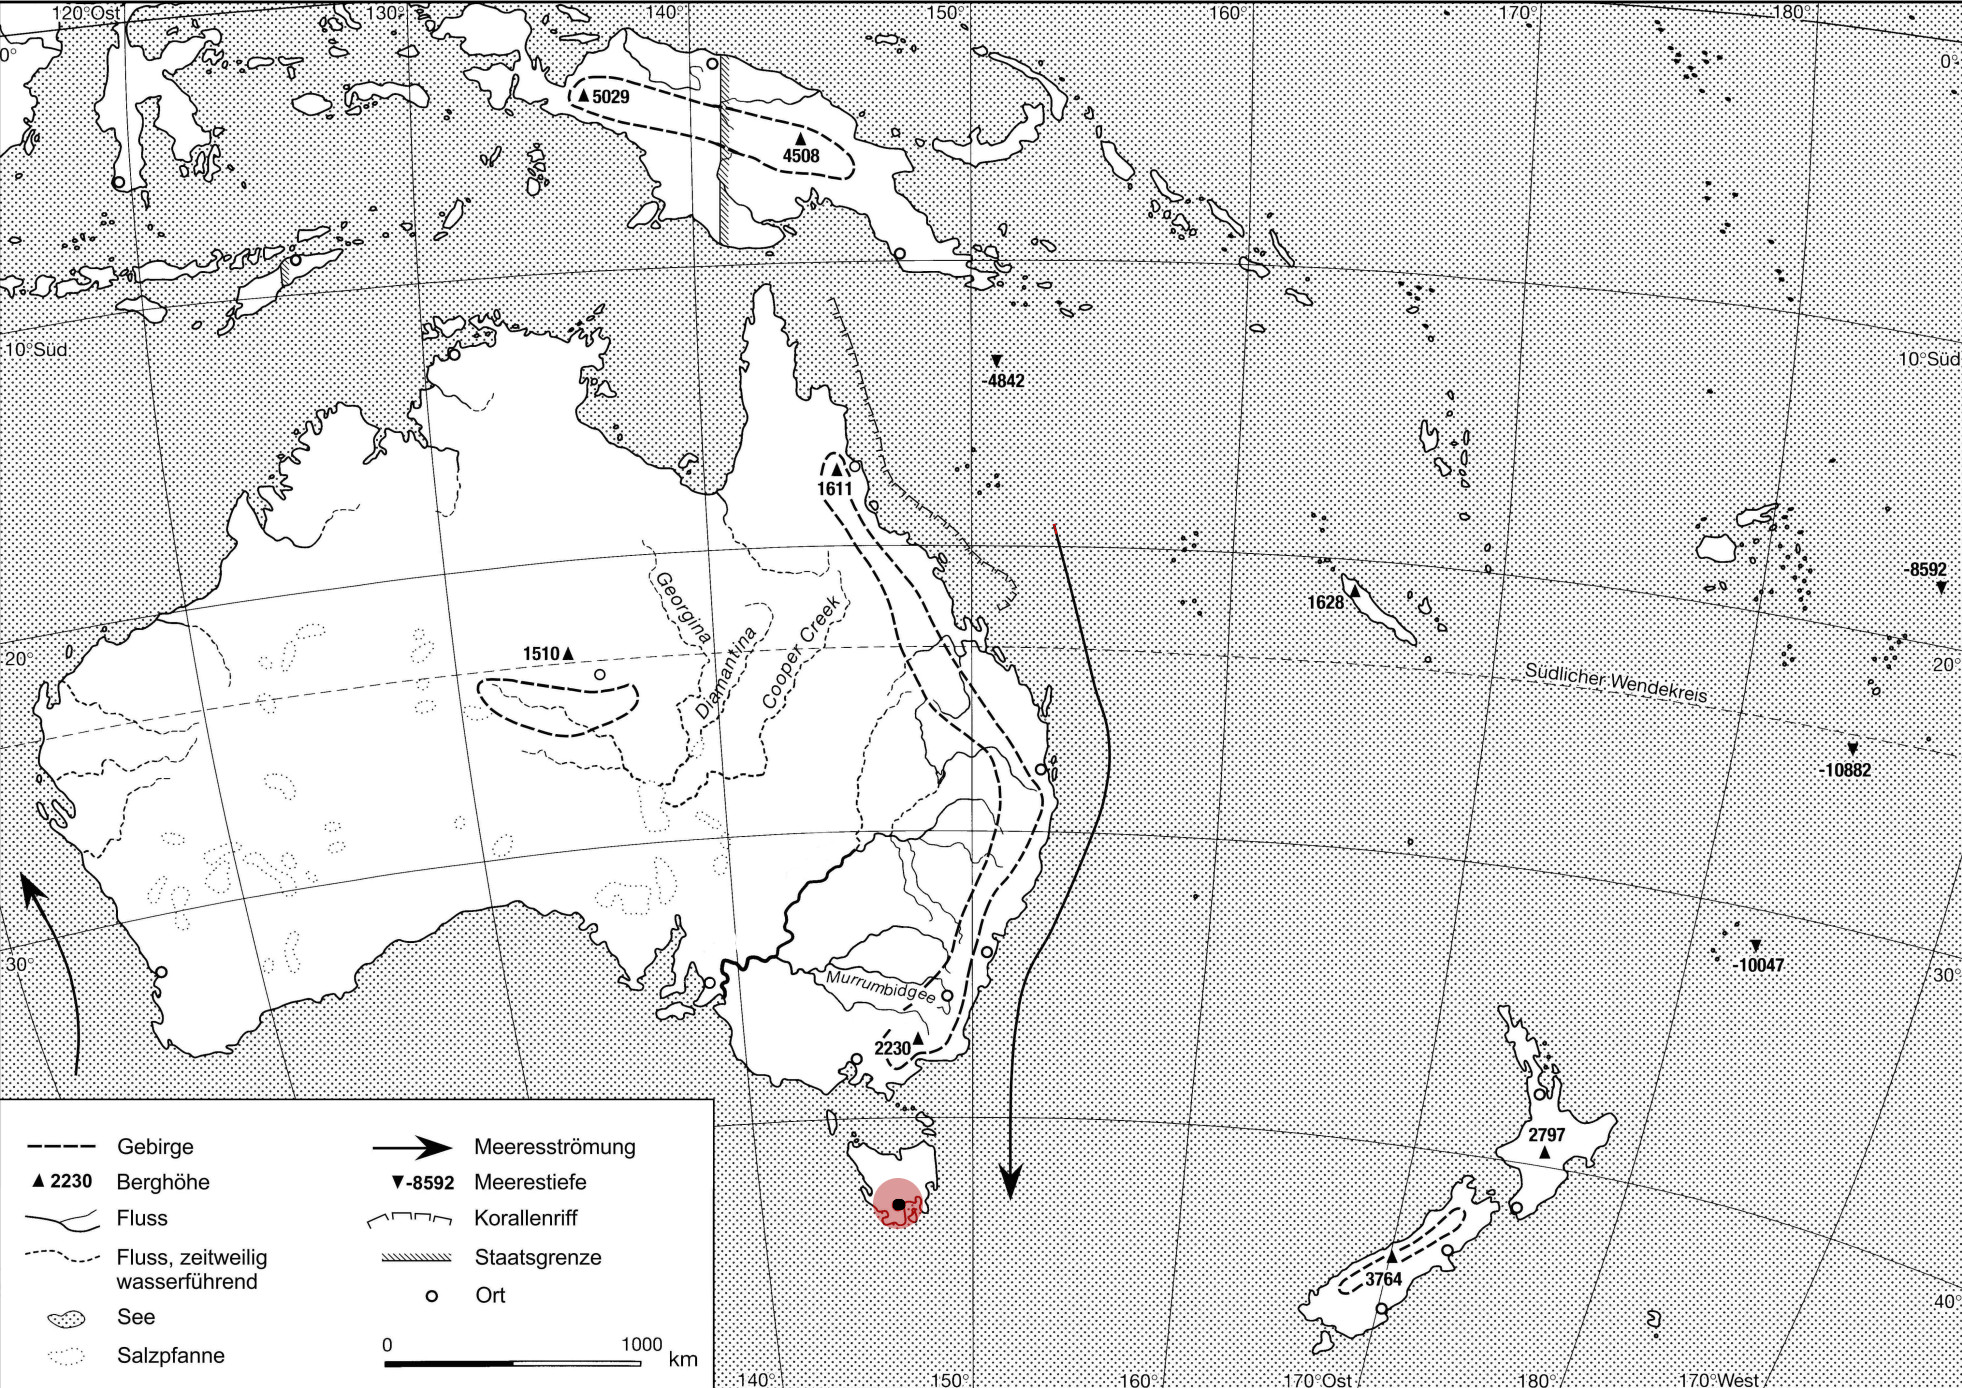 120°Ost
130°
140°
150°
160°
170°
180°
0°
0°
5029
4508
10°Süd
-4842
10°Süd
1611
-8592
Georgina
1628
Diamantina
Cooper Creek
1510
20°
20°
Südlicher Wendekreis
-10882
30°
-10047
30°
Murrumbidgee
2230
2797
3764
40°
Gebirge
2230 Berghöhe
Fluss
Fluss, zeitweilig
wasserführend
See
Salzpfanne
Meeresströmung
-8592 Meerestiefe
Korallenriff
Staatsgrenze
Ort
0 1000 km
140°
150°
160°
170°Ost
180°
170°West